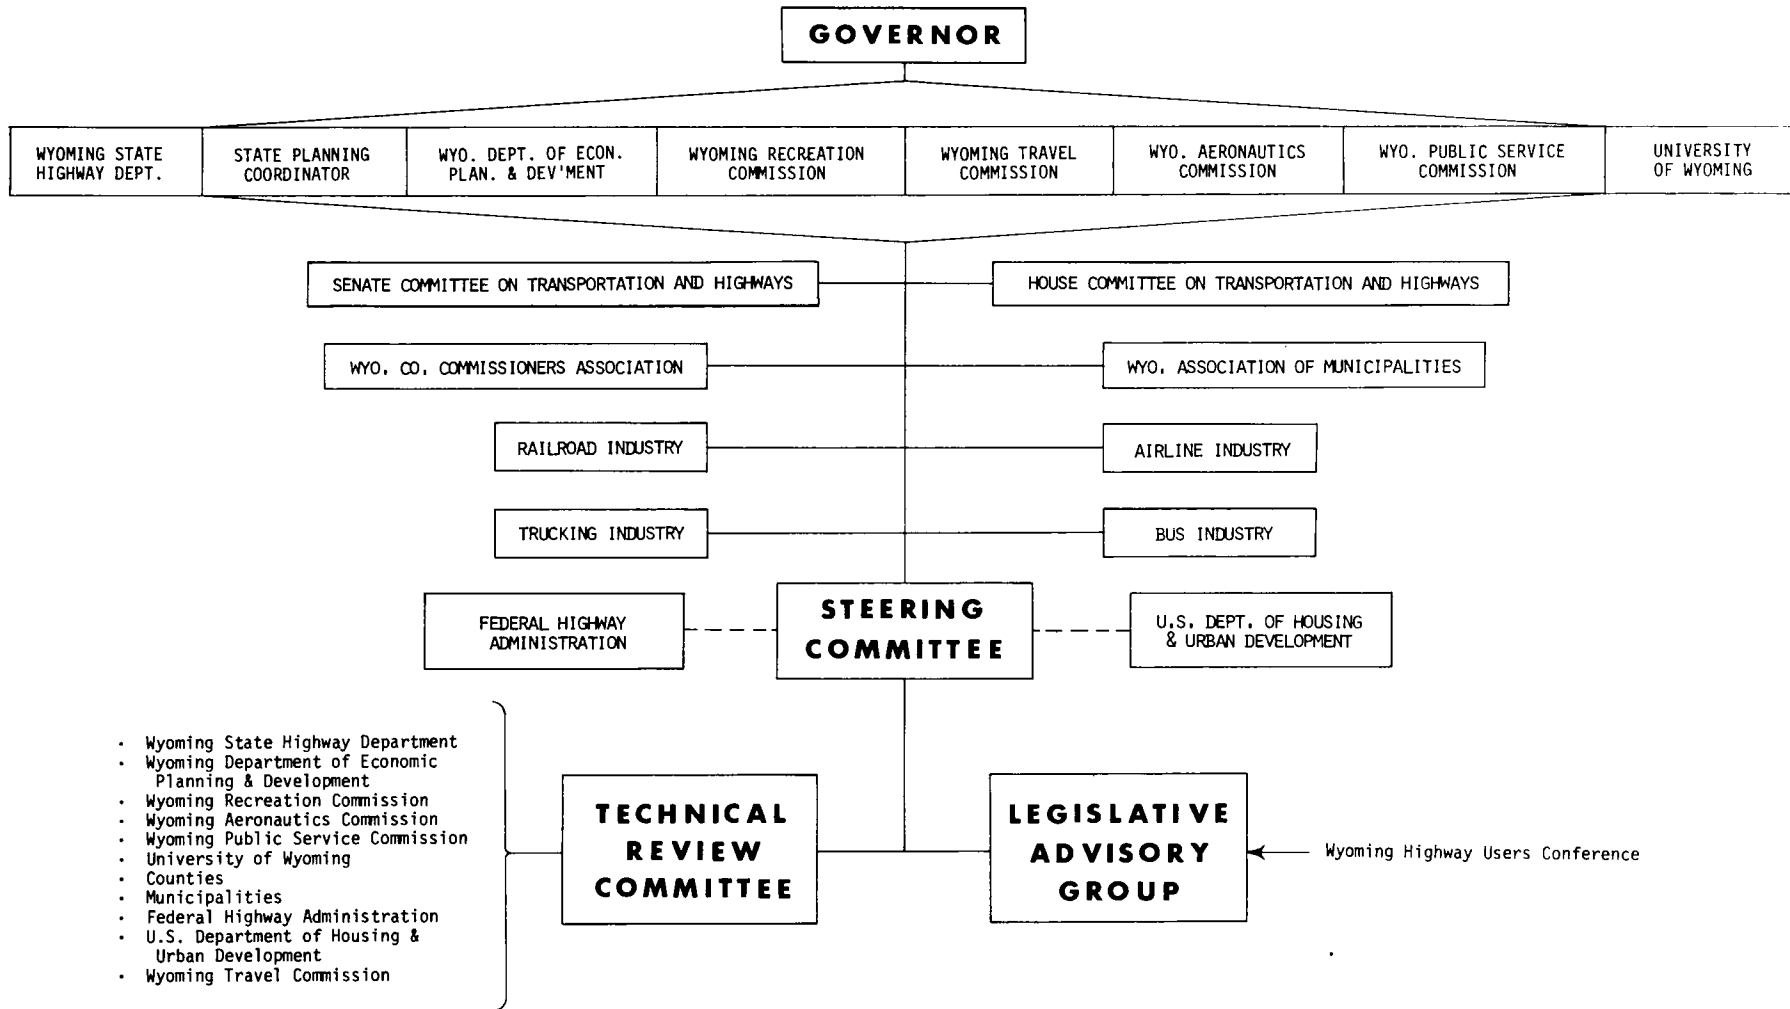 GOVERNOR
WYOMING STATE
HIGHWAY DEPT.
STATE PLANNING
COORDINATOR
WYO. DEPT. OF ECON.
PLAN. & DEV'MENT
WYOMING RECREATION
COMMISSION
WYOMING TRAVEL
COMMISSION
WYO. AERONAUTICS
COMMISSION
WYO. PUBLIC SERVICE
COMMISSION
UNIVERSITY
OF WYOMING
SENATE COMMITTEE ON TRANSPORTATION AND HIGHWAYS
HOUSE COMMITTEE ON TRANSPORTATION AND HIGHWAYS
WYO. CO. COMMISSIONERS ASSOCIATION
WYO. ASSOCIATION OF MUNICIPALITIES
RAILROAD INDUSTRY
AIRLINE INDUSTRY
TRUCKING INDUSTRY
BUS INDUSTRY
FEDERAL HIGHWAY
ADMINISTRATION
STEERING
COMMITTEE
U.S. DEPT. OF HOUSING
& URBAN DEVELOPMENT
• Wyoming State Highway Department
• Wyoming Department of Economic
Planning & Development
• Wyoming Recreation Commission
• Wyoming Aeronautics Commission
• Wyoming Public Service Commission
• University of Wyoming
• Counties
• Municipalities
• Federal Highway Administration
• U.S. Department of Housing &
Urban Development
• Wyoming Travel Commission
TECHNICAL
REVIEW
COMMITTEE
LEGISLATIVE
ADVISORY
GROUP
Wyoming Highway Users Conference